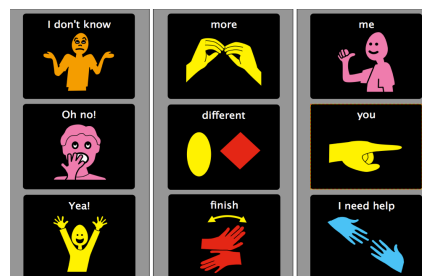 I don't know
more
me
Oh no!
different
you
Yea!
finish
I need help